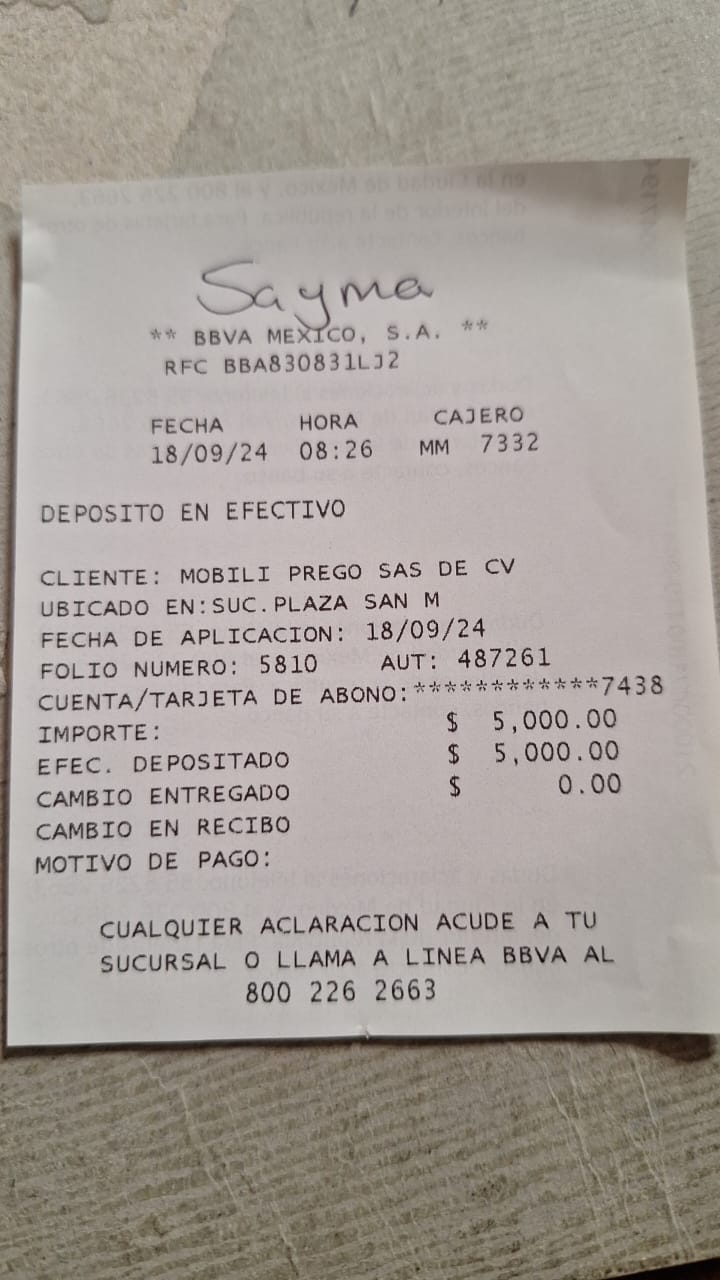 Sayma
** BBVA MEXICO, S.A. **
RFC BBA830831LJ2
FECHA HORA CAJERO
18/09/24 08:26 MM 7332
DEPOSITO EN EFECTIVO
CLIENTE: MOBILI PREGO SAS DE CV
UBICADO EN:SUC.PLAZA SAN M
FECHA DE APLICACION: 18/09/24
FOLIO NUMERO: 5810 AUT: 487261
CUENTA/TARJETA DE ABONO:************7438
IMPORTE: $ 5,000.00
EFEC. DEPOSITADO $ 5,000.00
CAMBIO ENTREGADO $ 0.00
CAMBIO EN RECIBO
MOTIVO DE PAGO:
CUALQUIER ACLARACION ACUDE A TU
SUCURSAL O LLAMA A LINEA BBVA AL
800 226 2663